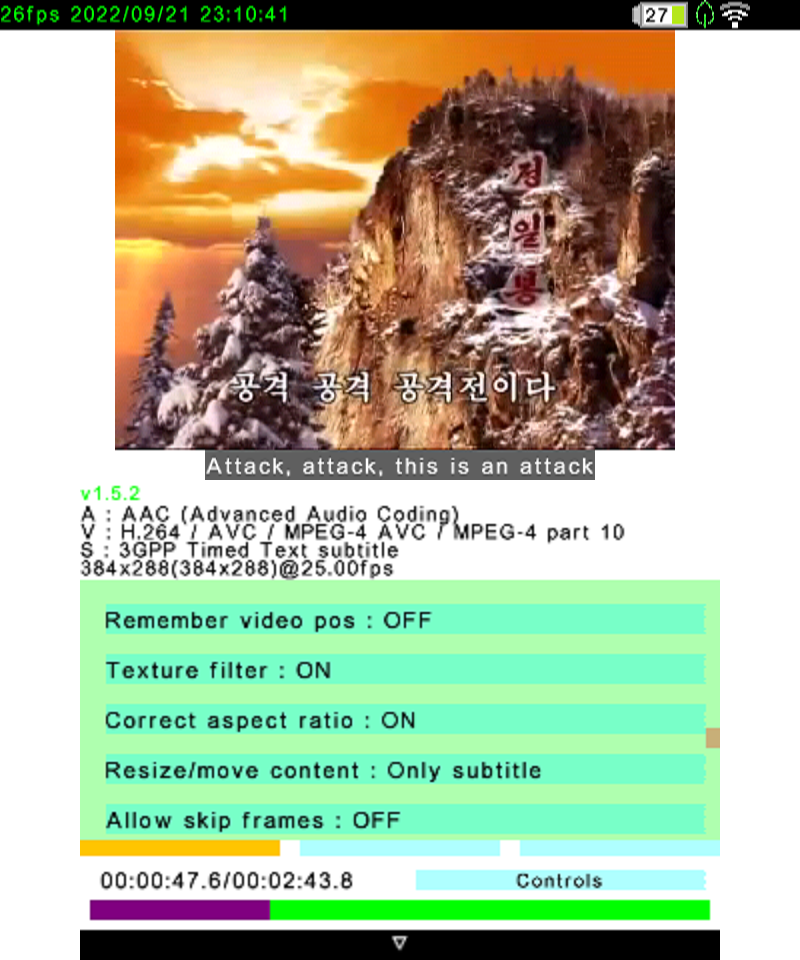 26fps 2022/09/21 23:10:41
27
정
일
봉
공격 공격 공격전이다
Attack, attack, this is an attack
v1.5.2
A : AAC (Advanced Audio Coding)
V : H.264 / AVC / MPEG-4 AVC / MPEG-4 part 10
S : 3GPP Timed Text subtitle
384x288(384x288)@25.00fps
Remember video pos : OFF
Texture filter : ON
Correct aspect ratio : ON
Resize/move content : Only subtitle
Allow skip frames : OFF
00:00:47.6/00:02:43.8
Controls